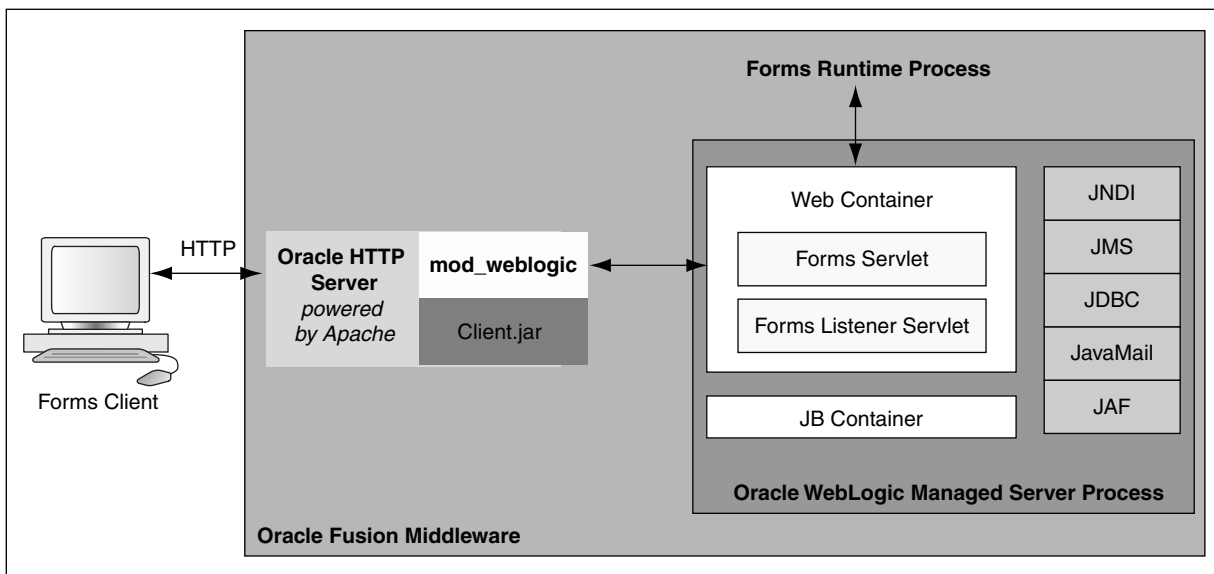 Forms Runtime Process
Web Container
Forms Servlet
Forms Listener Servlet
JB Container
JNDI
JMS
JDBC
JavaMail
JAF
Oracle WebLogic Managed Server Process
HTTP
Oracle HTTP
Server
powered
by Apache
mod_weblogic
Client.jar
Forms Client
Oracle Fusion Middleware